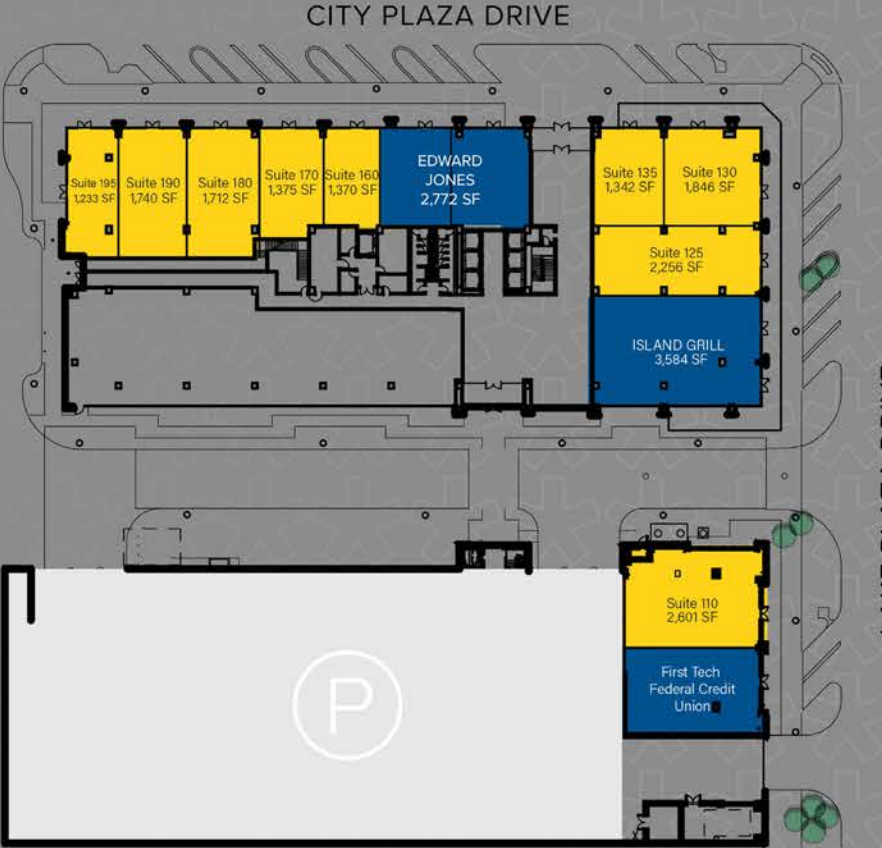 CITY PLAZA DRIVE
Suite 195
1,233 SF
Suite 190
1,740 SF
Suite 180
1,712 SF
Suite 170
1,375 SF
Suite 160
1,370 SF
EDWARD
JONES
2,772 SF
Suite 135
1,342 SF
Suite 130
1,846 SF
Suite 125
2,256 SF
ISLAND GRILL
3,584 SF
Suite 110
2,601 SF
First Tech
Federal Credit
Union
P